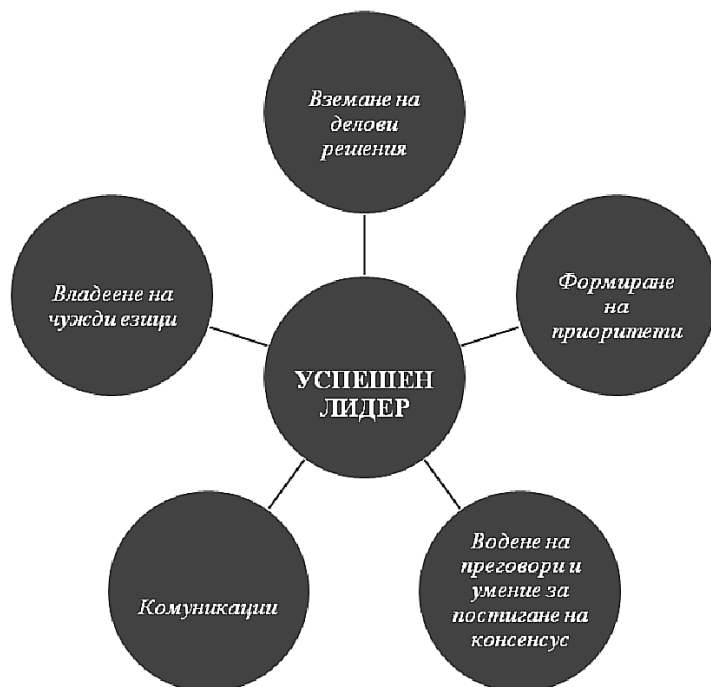 Вземане на
делови
решения
Владеене на
чужди езици
Формиране
на
приоритети
УСПЕШЕН
ЛИДЕР
Комуникации
Водене на
преговори и
умение за
постигане на
консенсус